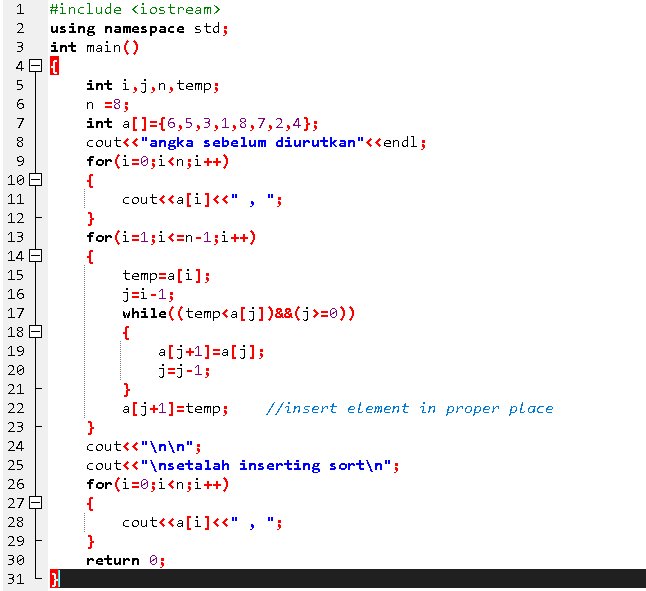 1 #include <iostream>
2 using namespace std;
3 int main()
4 {
5 int i,j,n,temp;
6 n =8;
7 int a[]={6,5,3,1,8,7,2,4};
8 cout<<"angka sebelum diurutkan"<<endl;
9 for(i=0;i<n;i++)
10 {
11 cout<<a[i]<<" , ";
12 }
13 for(i=1;i<=n-1;i++)
14 {
15 temp=a[i];
16 j=i-1;
17 while((temp<a[j])&&(j>=0))
18 {
19 a[j+1]=a[j];
20 j=j-1;
21 }
22 a[j+1]=temp; //insert element in proper place
23 }
24 cout<<"\n\n";
25 cout<<"\nsetalah inserting sort\n";
26 for(i=0;i<n;i++)
27 {
28 cout<<a[i]<<" , ";
29 }
30 return 0;
31 }